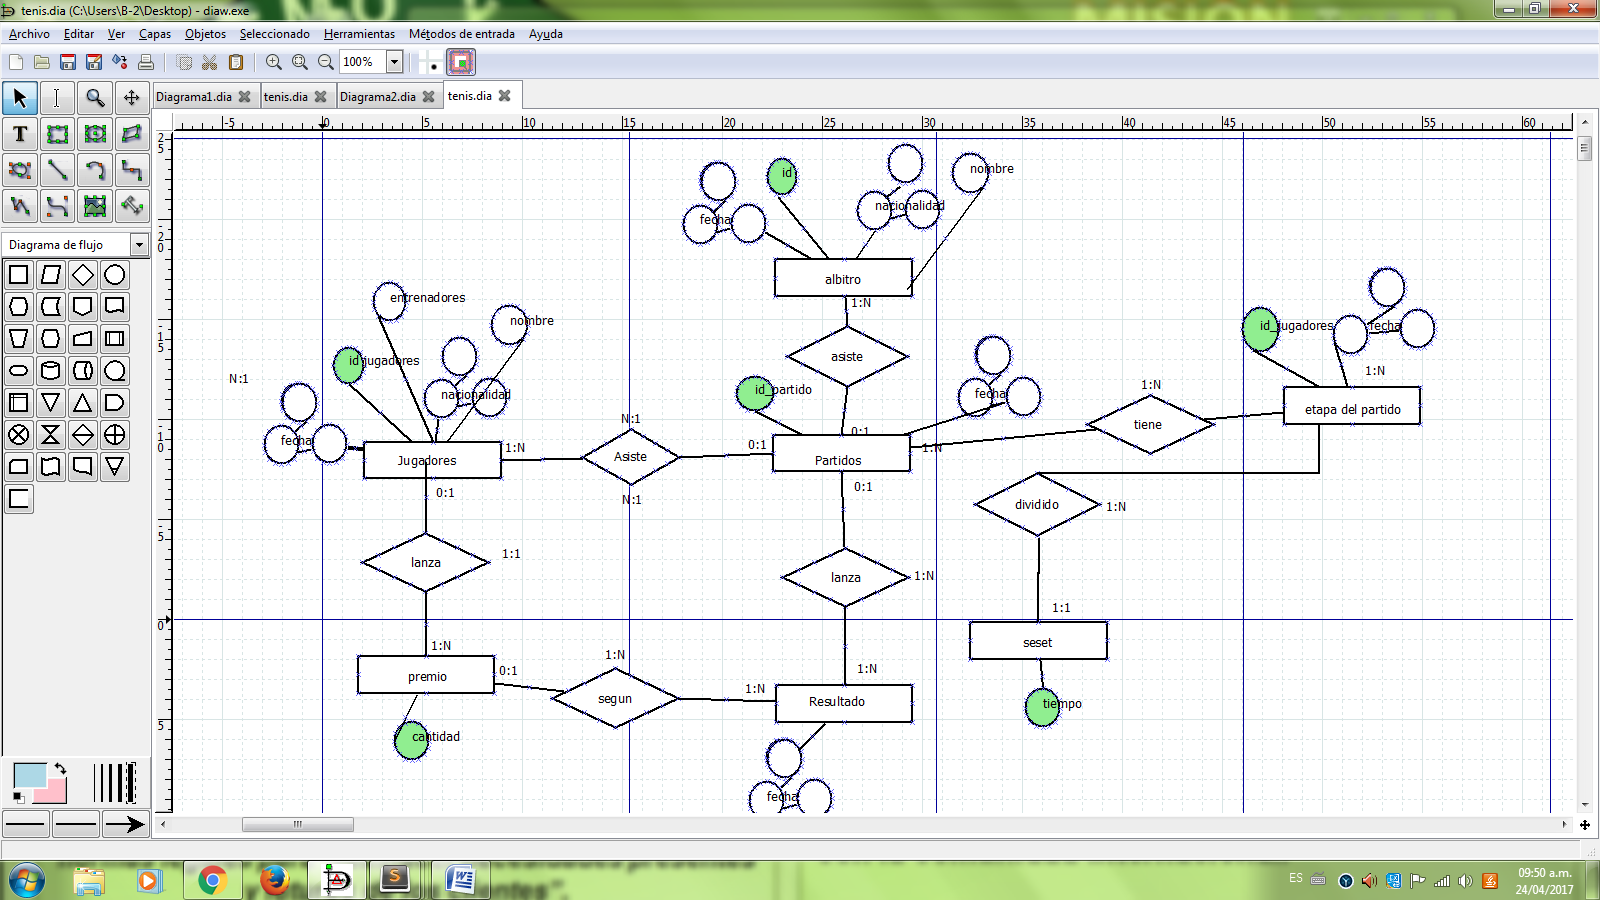 tenis.dia (C:\Users\B-2\Desktop) - diaw.exe
MISION
Archivo Editar Ver Capas Objetos Seleccionado Herramientas Métodos de entrada Ayuda
100%
Diagrama1.dia tenis.dia Diagrama2.dia tenis.dia
-5 0 5 10 15 20 25 30 35 40 45 50 55 60
Diagrama de flujo
id
nombre
nacionalidad
fecha
albitro
1:N
entrenadores
nombre
id_jugadores
nacionalidad
N:1
fecha
asiste
id_jugadores
fecha
1:N
id_partido
fecha
1:N
etapa del partido
N:1
0:1
tiene
1:N
Jugadores
1:N
Asiste
0:1
Partidos
1:N
0:1
N:1
0:1
dividido
1:N
lanza
1:1
lanza
1:N
1:1
seset
1:N
premio
0:1
1:N
segun
1:N
1:N
Resultado
tiempo
cantidad
fecha
ES
09:50 a.m.
24/04/2017